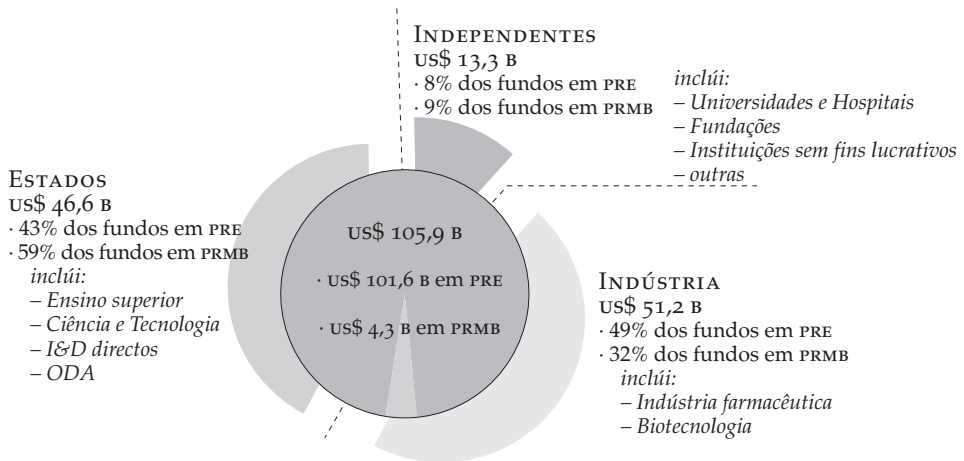 INDEPENDENTES
US$ 13,3 B
· 8% dos fundos em PRE
· 9% dos fundos em PRMB
inclúi:
– Universidades e Hospitais
– Fundações
– Instituições sem fins lucrativos
– outras
ESTADOS
US$ 46,6 B
· 43% dos fundos em PRE
· 59% dos fundos em PRMB
inclúi:
– Ensino superior
– Ciência e Tecnologia
– I&D directos
– ODA
US$ 105,9 B
· US$ 101,6 B em PRE
· US$ 4,3 B em PRMB
INDÚSTRIA
US$ 51,2 B
· 49% dos fundos em PRE
· 32% dos fundos em PRMB
inclúi:
– Indústria farmacêutica
– Biotecnologia